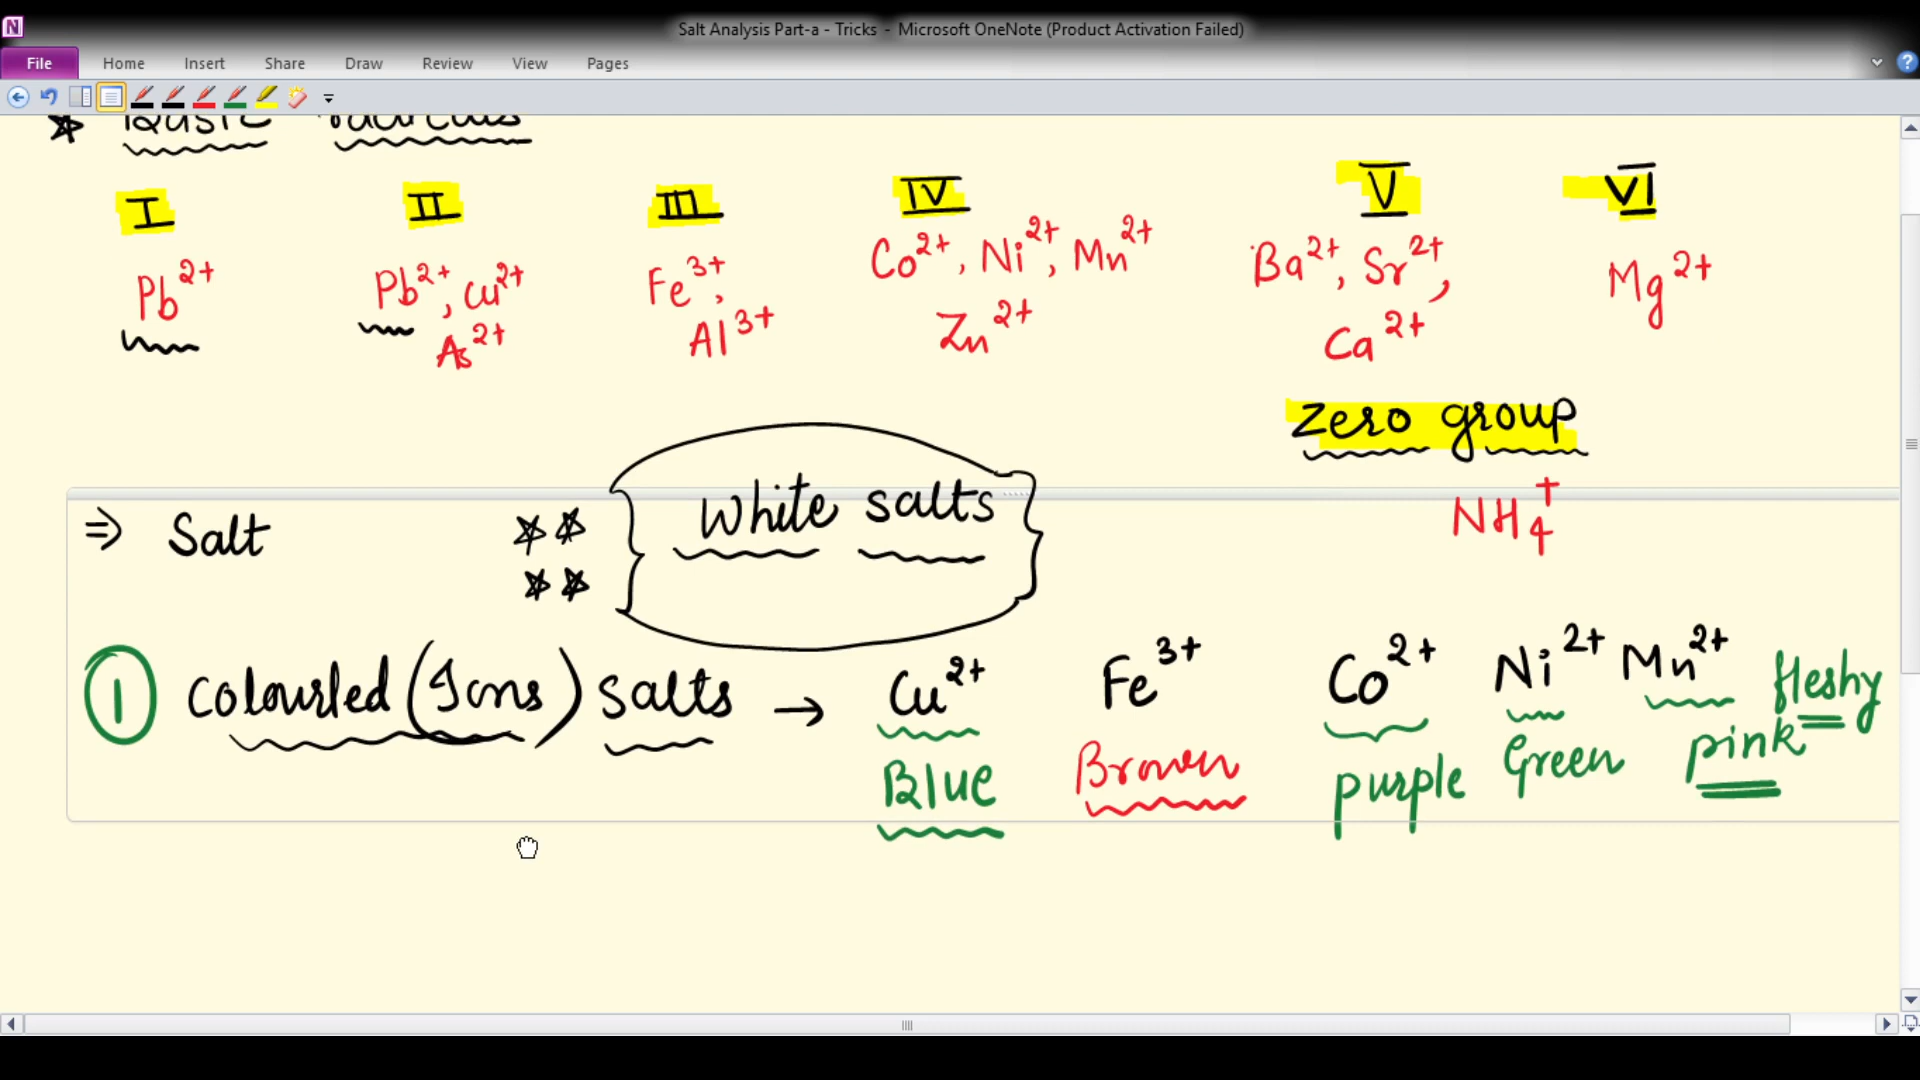 Salt Analysis Part-a - Tricks - Microsoft OneNote (Product Activation Failed)
File Home Insert Share Draw Review View Pages
Basic radicals
I II III IV V VI
Pb2+ Pb2+, Cu2+ Fe3+, Co2+, Ni2+, Mn2+ Ba2+, Sr2+, Mg2+
As2+ Al3+ Zn2+ Ca2+
Zero group
⇒ Salt White salts NH4+
1 Coloured (Ions) salts → Cu2+ Fe3+ Co2+ Ni2+ Mn2+ fleshy
Blue Brown purple Green pink